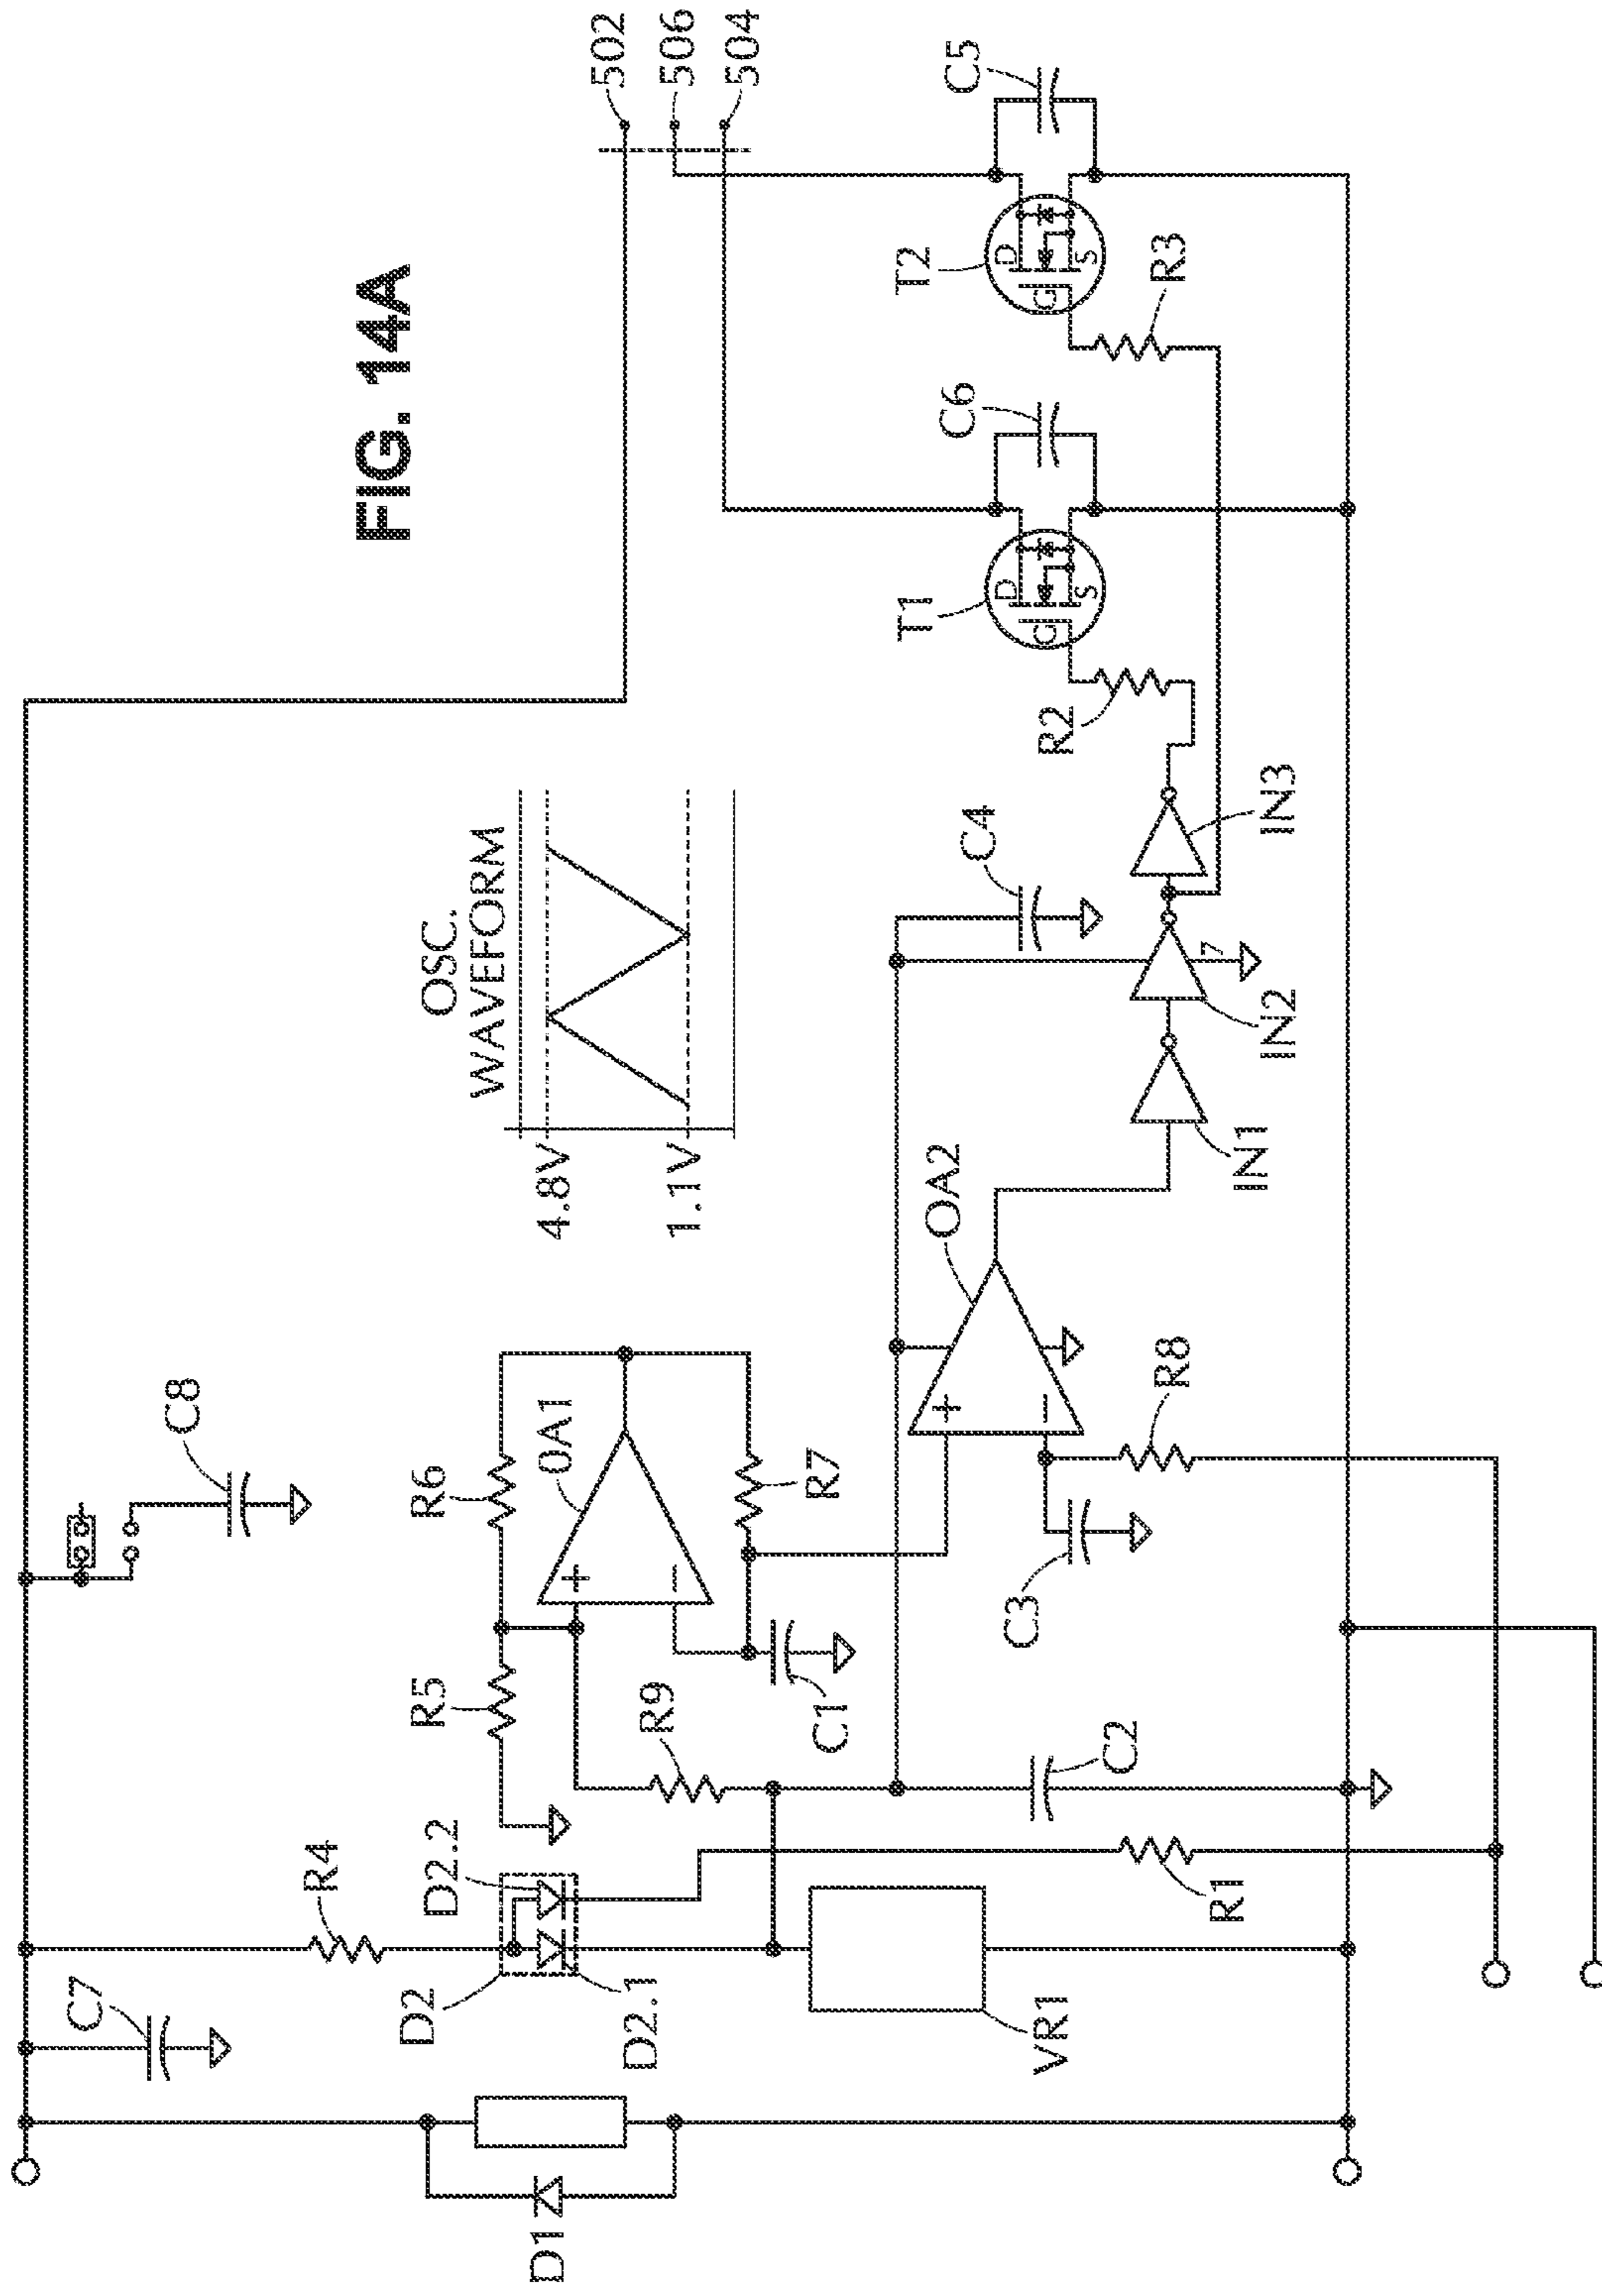 FIG. 14A
C7
R4
C8
D1
D2
D2.2
D2.1
R5
R6
0A1
R9
R7
C1
VR1
R1
C2
C3
R8
OA2
+
−
+
−
OSC.
WAVEFORM
4.8V
1.1V
C4
IN1
IN2
7
IN3
R2
T1
D
G
S
C6
T2
D
G
S
R3
C5
502
506
504